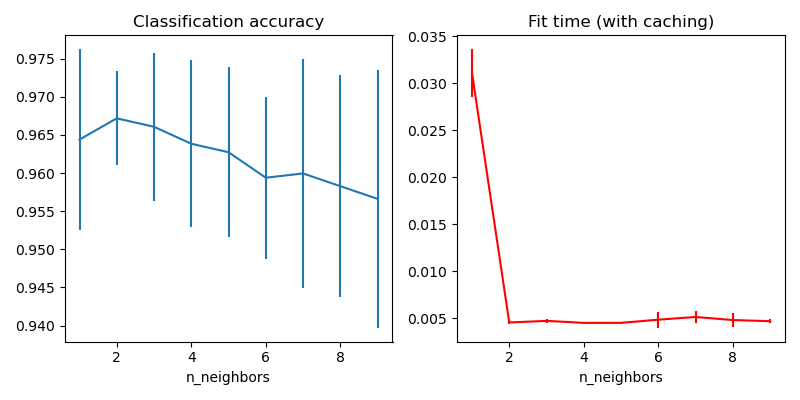 Classification accuracy
0.975
0.970
0.965
0.960
0.955
0.950
0.945
0.940
2 4 6 8
n_neighbors
Fit time (with caching)
0.035
0.030
0.025
0.020
0.015
0.010
0.005
2 4 6 8
n_neighbors